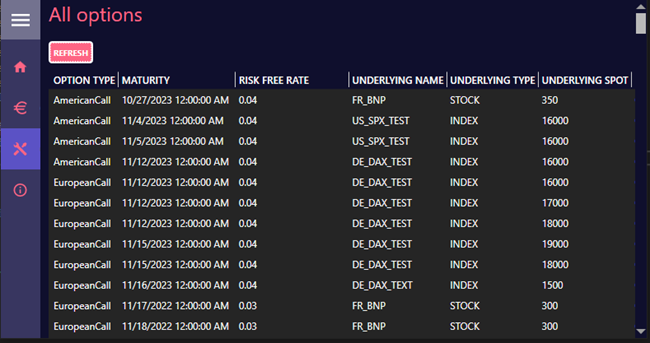 All options
REFRESH
OPTION TYPE MATURITY RISK FREE RATE UNDERLYING NAME UNDERLYING TYPE UNDERLYING SPOT
AmericanCall 10/27/2023 12:00:00 AM 0.04 FR_BNP STOCK 350
AmericanCall 11/4/2023 12:00:00 AM 0.04 US_SPX_TEST INDEX 16000
AmericanCall 11/5/2023 12:00:00 AM 0.04 US_SPX_TEST INDEX 16000
AmericanCall 11/12/2023 12:00:00 AM 0.04 DE_DAX_TEST INDEX 16000
EuropeanCall 11/12/2023 12:00:00 AM 0.04 DE_DAX_TEST INDEX 16000
EuropeanCall 11/12/2023 12:00:00 AM 0.04 DE_DAX_TEST INDEX 17000
EuropeanCall 11/12/2023 12:00:00 AM 0.04 DE_DAX_TEST INDEX 18000
EuropeanCall 11/15/2023 12:00:00 AM 0.04 DE_DAX_TEST INDEX 19000
EuropeanCall 11/15/2023 12:00:00 AM 0.04 DE_DAX_TEST INDEX 18000
EuropeanCall 11/16/2023 12:00:00 AM 0.04 DE_DAX_TEXT INDEX 1500
EuropeanCall 11/17/2022 12:00:00 AM 0.03 FR_BNP STOCK 300
EuropeanCall 11/18/2022 12:00:00 AM 0.03 FR_BNP STOCK 300